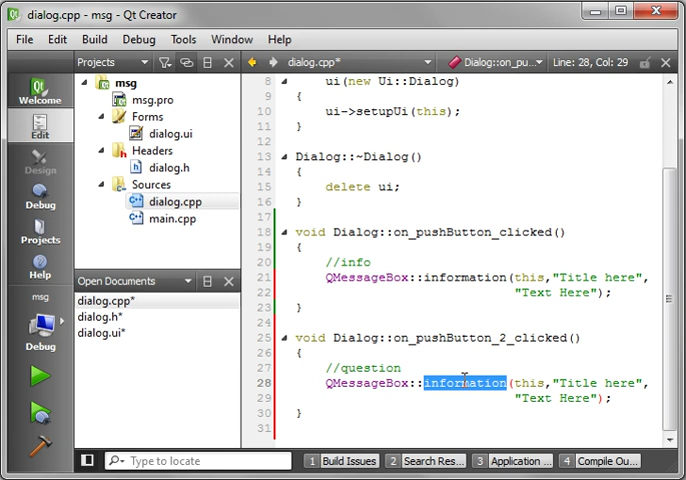 dialog.cpp - msg - Qt Creator
File Edit Build Debug Tools Window Help
Projects
dialog.cpp*
Dialog::on_pu...
Line: 28, Col: 29
Welcome
Edit
Design
Debug
Projects
Help
msg
Debug
msg
msg.pro
Forms
dialog.ui
Headers
dialog.h
Sources
dialog.cpp
main.cpp
Open Documents
dialog.cpp*
dialog.h*
dialog.ui*
8 ui(new Ui::Dialog)
9 {
10 ui->setupUi(this);
11 }
12
13 Dialog::~Dialog()
14 {
15 delete ui;
16 }
17
18 void Dialog::on_pushButton_clicked()
19 {
20 //info
21 QMessageBox::information(this,"Title here",
22 "Text Here");
23 }
24
25 void Dialog::on_pushButton_2_clicked()
26 {
27 //question
28 QMessageBox::information(this,"Title here",
29 "Text Here");
30 }
31
Type to locate
1 Build Issues
2 Search Res...
3 Application ...
4 Compile Ou...